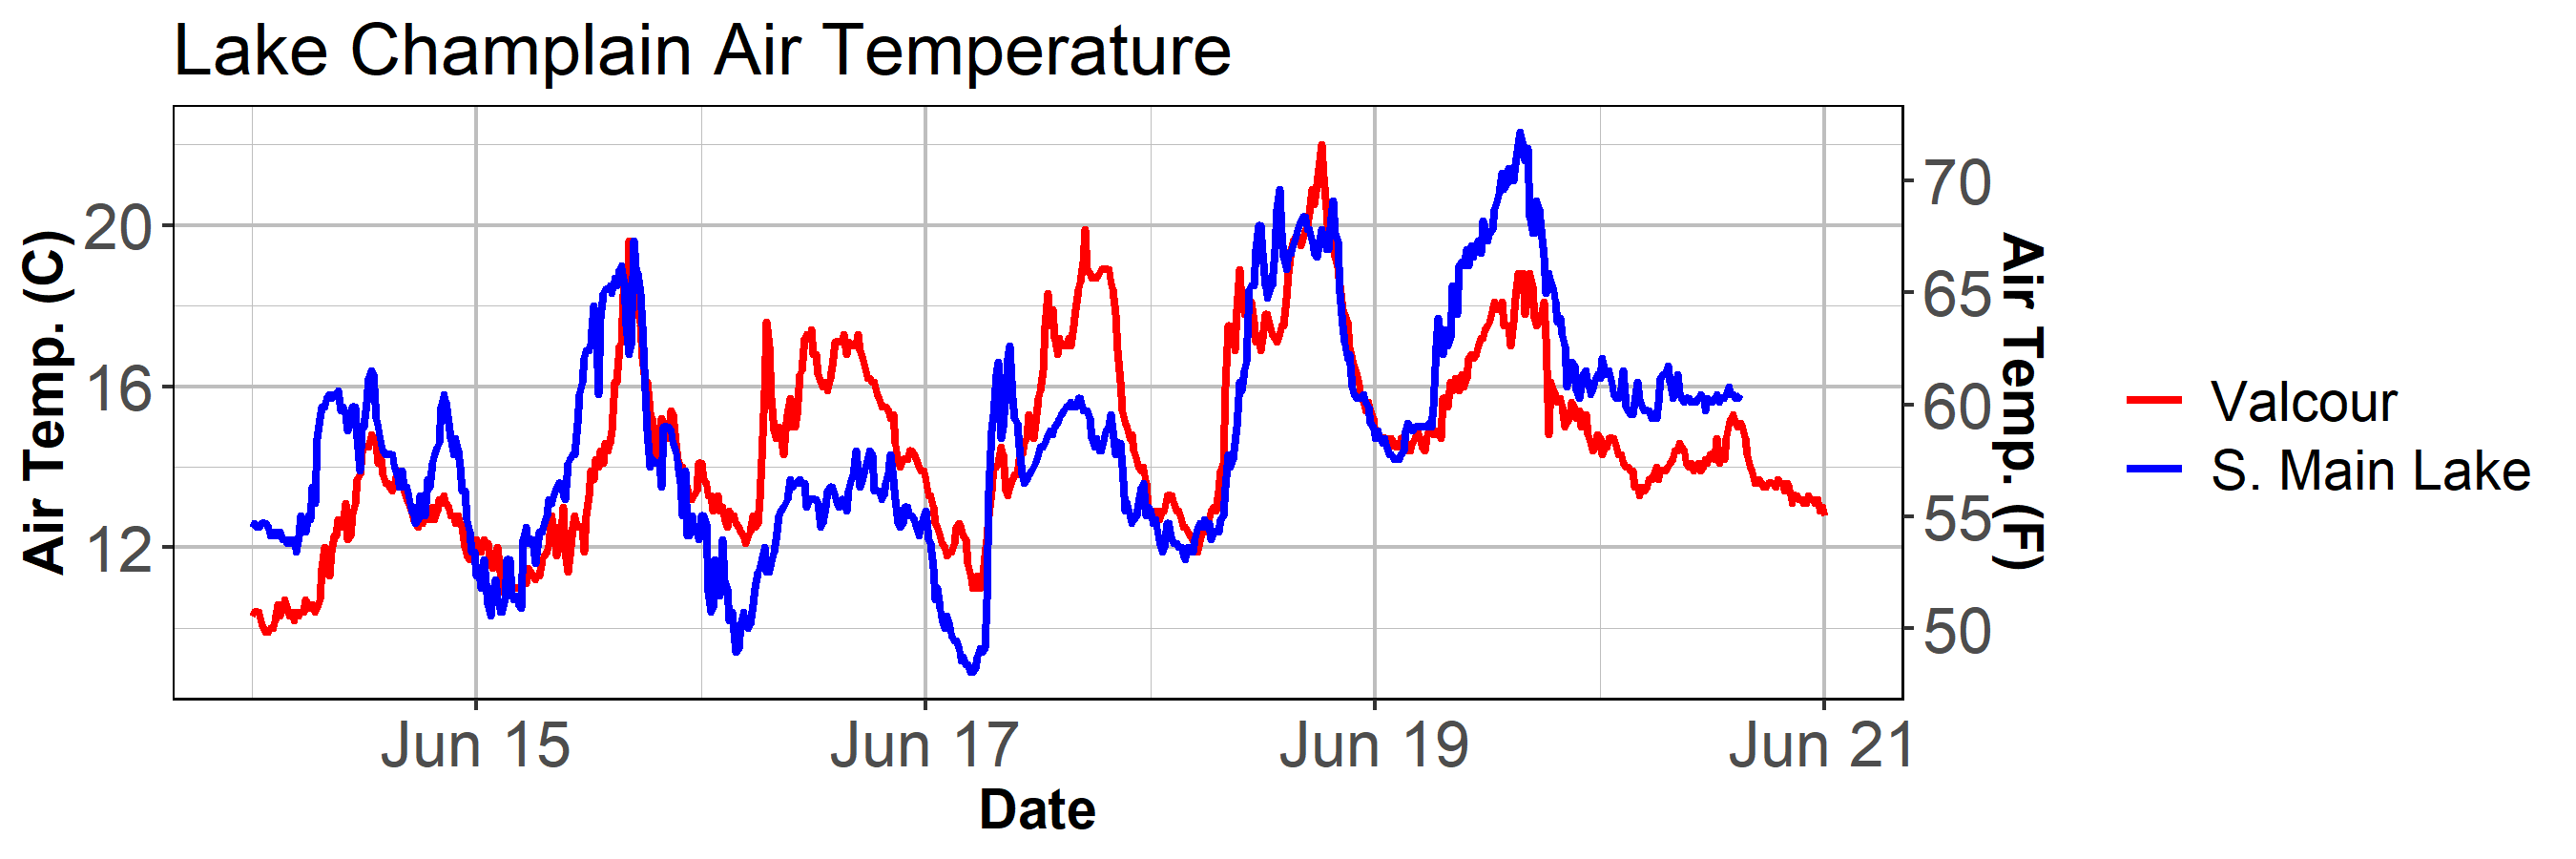 Lake Champlain Air Temperature
Air Temp. (C)
20
16
12
70
65
60
55
50
Air Temp. (F)
Jun 15
Jun 17
Jun 19
Jun 21
Date
Valcour
S. Main Lake